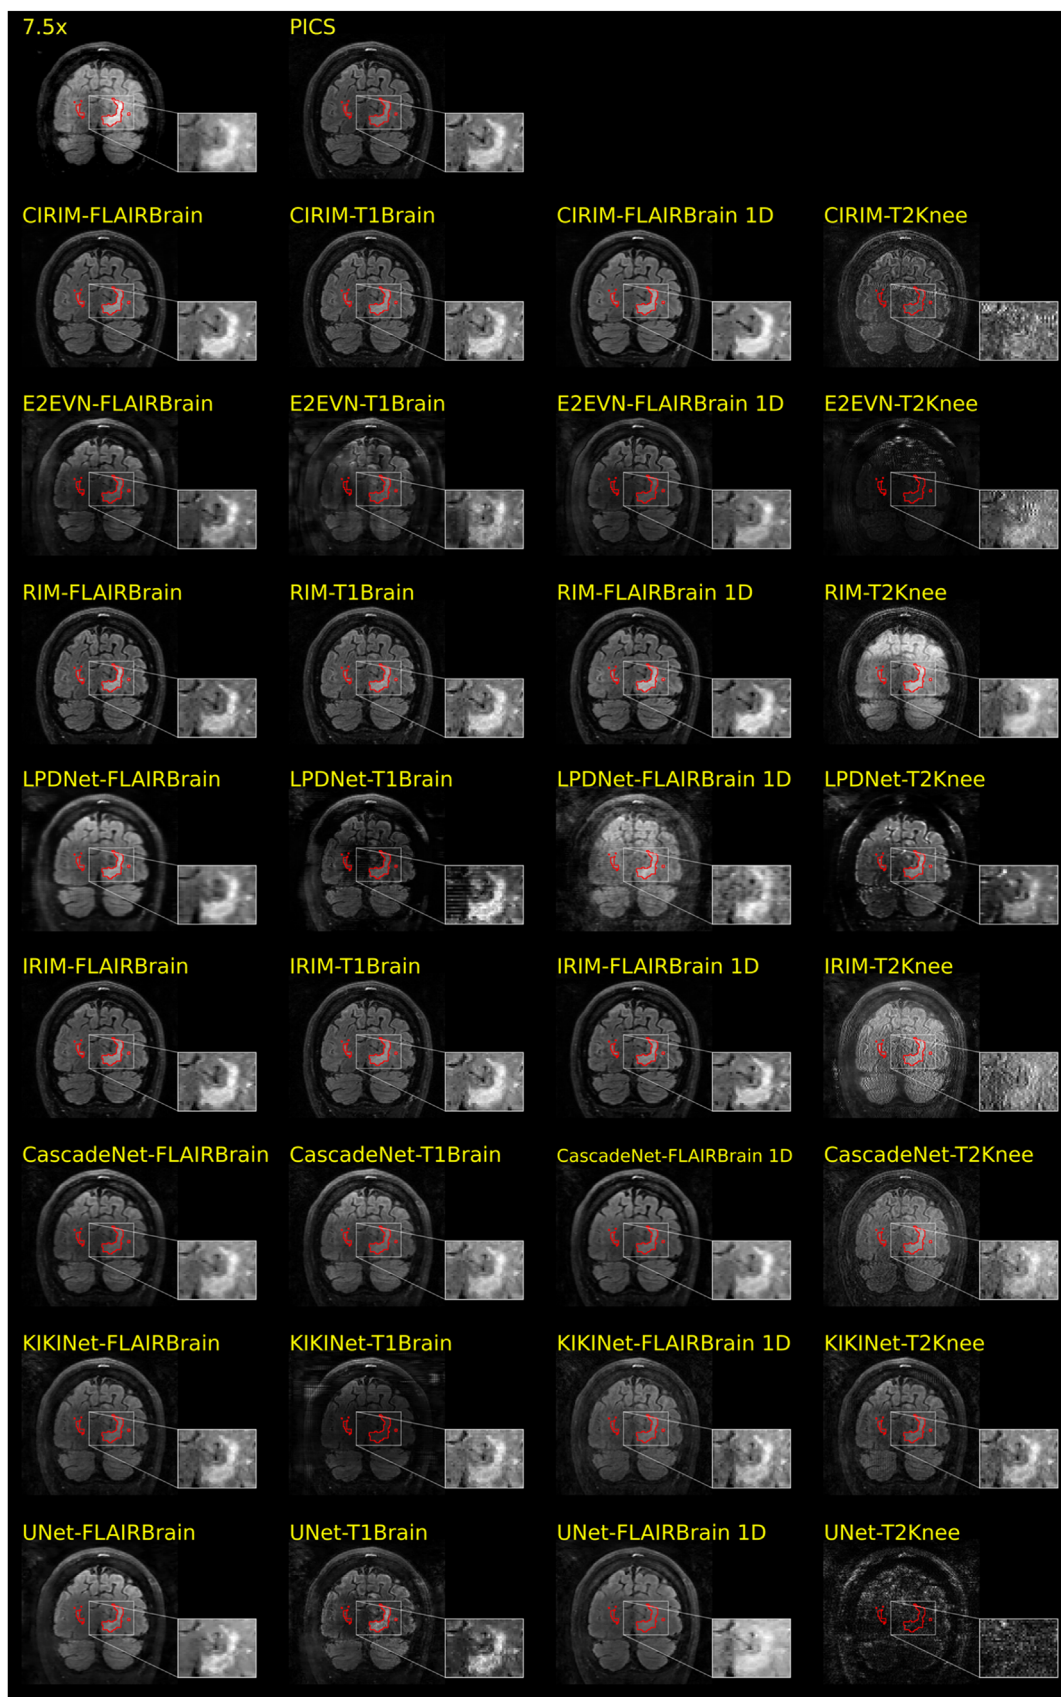 7.5x
PICS
CIRIM-FLAIRBrain
CIRIM-T1Brain
CIRIM-FLAIRBrain 1D
CIRIM-T2Knee
E2EVN-FLAIRBrain
E2EVN-T1Brain
E2EVN-FLAIRBrain 1D
E2EVN-T2Knee
RIM-FLAIRBrain
RIM-T1Brain
RIM-FLAIRBrain 1D
RIM-T2Knee
LPDNet-FLAIRBrain
LPDNet-T1Brain
LPDNet-FLAIRBrain 1D
LPDNet-T2Knee
IRIM-FLAIRBrain
IRIM-T1Brain
IRIM-FLAIRBrain 1D
IRIM-T2Knee
CascadeNet-FLAIRBrain
CascadeNet-T1Brain
CascadeNet-FLAIRBrain 1D
CascadeNet-T2Knee
KIKINet-FLAIRBrain
KIKINet-T1Brain
KIKINet-FLAIRBrain 1D
KIKINet-T2Knee
UNet-FLAIRBrain
UNet-T1Brain
UNet-FLAIRBrain 1D
UNet-T2Knee